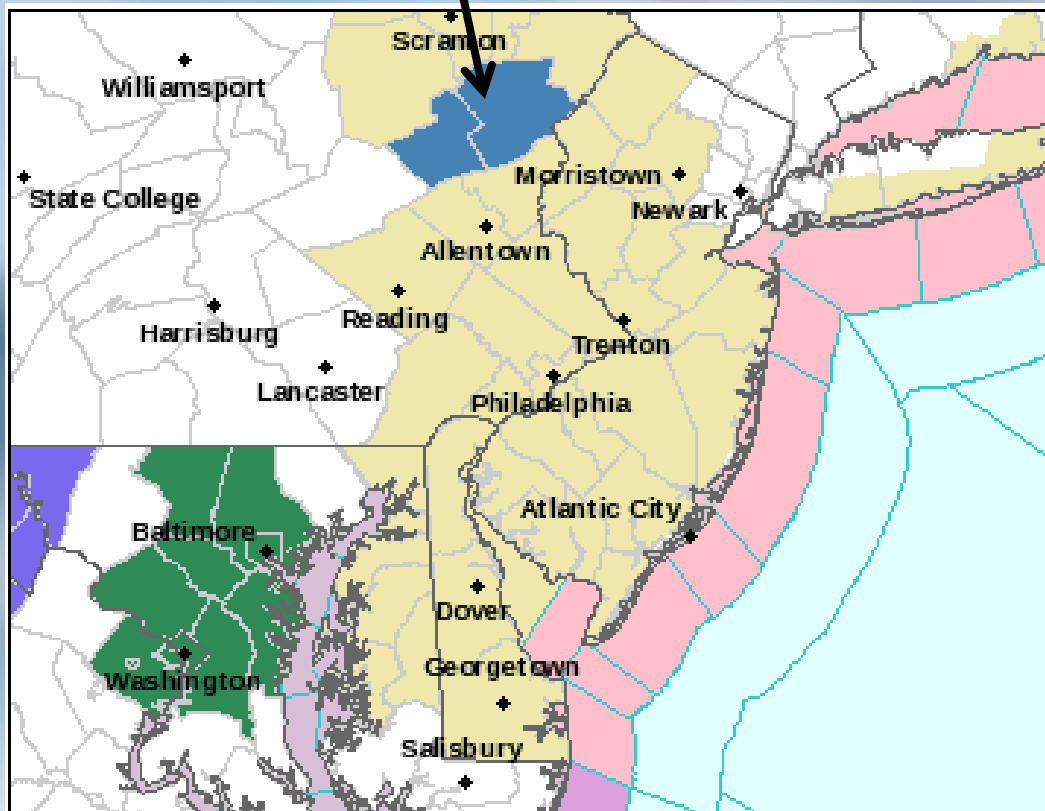 Scranton
Williamsport
State College
Morristown
Newark
Allentown
Harrisburg
Reading
Trenton
Lancaster
Philadelphia
Atlantic City
Baltimore
Dover
Georgetown
Washington
Salisbury